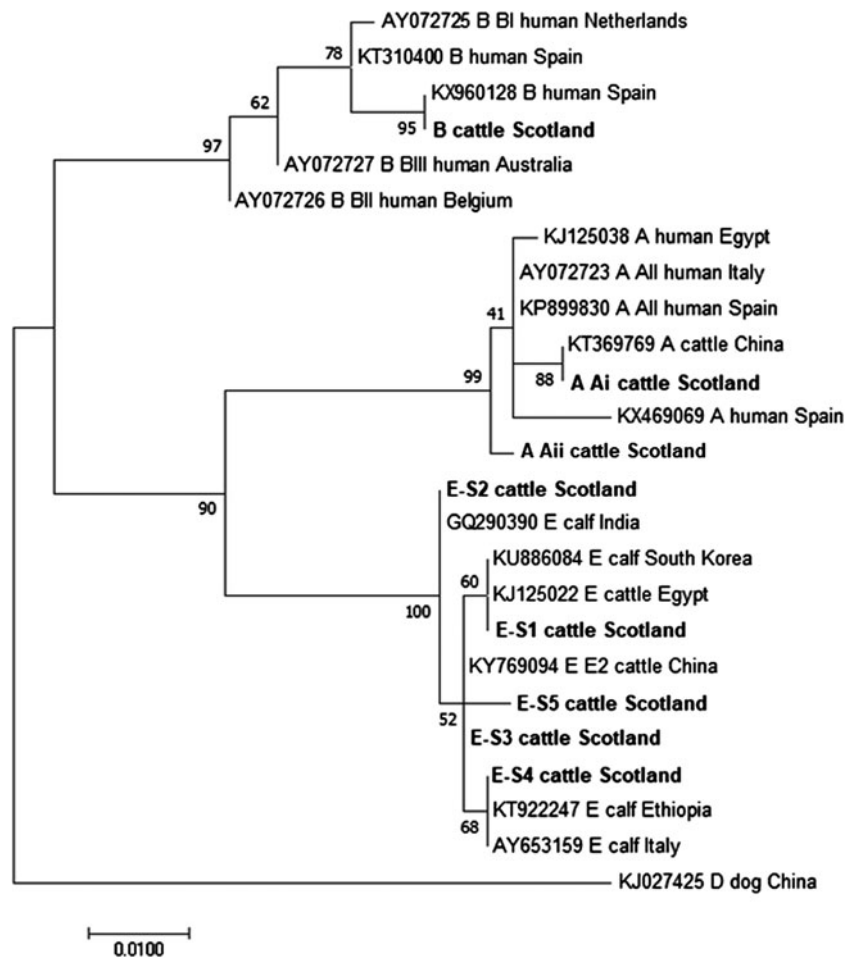 AY072725 B BI human Netherlands
78
KT310400 B human Spain
KX960128 B human Spain
62
95
B cattle Scotland
97
AY072727 B BIII human Australia
AY072726 B BII human Belgium
KJ125038 A human Egypt
AY072723 A AII human Italy
KP899830 A AII human Spain
41
KT369769 A cattle China
99
88
A Ai cattle Scotland
KX469069 A human Spain
A Aii cattle Scotland
E-S2 cattle Scotland
90
GQ290390 E calf India
KU886084 E calf South Korea
60
KJ125022 E cattle Egypt
100
E-S1 cattle Scotland
KY769094 E E2 cattle China
E-S5 cattle Scotland
52
E-S3 cattle Scotland
E-S4 cattle Scotland
KT922247 E calf Ethiopia
68
AY653159 E calf Italy
KJ027425 D dog China
0.0100